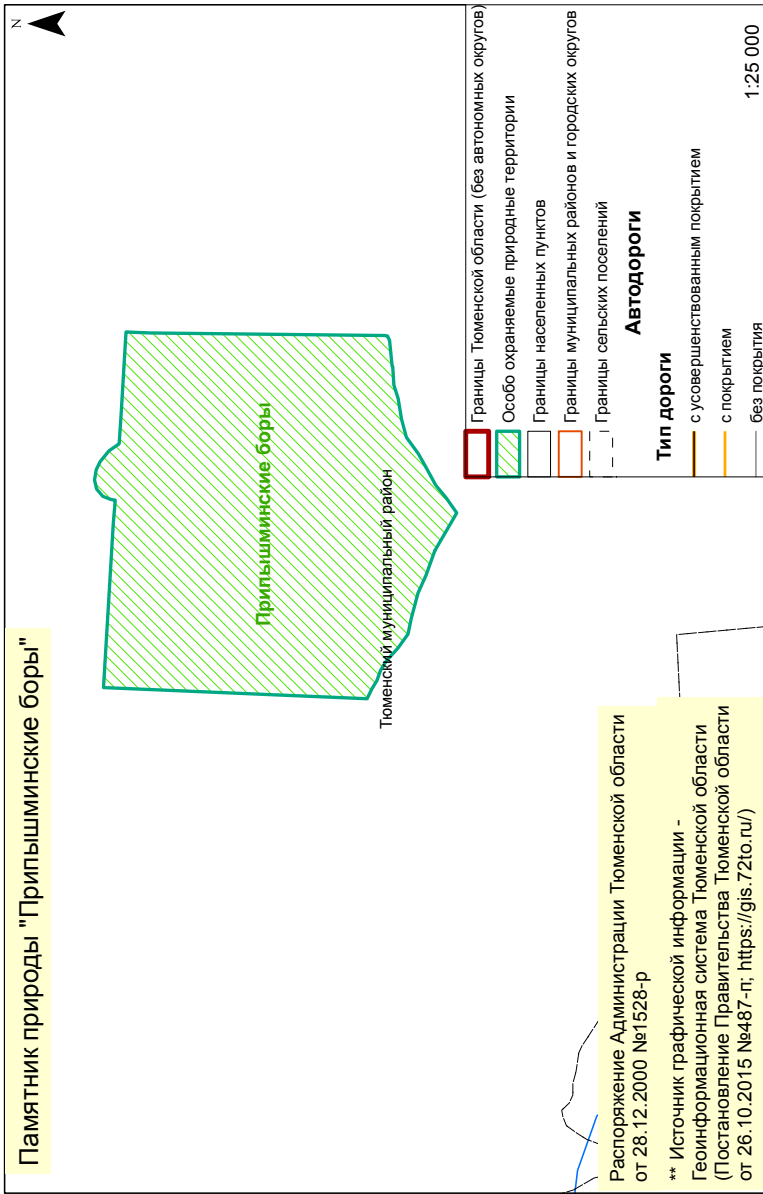 Памятник природы "Припышминские боры"
N
Припышминские боры
Тюменский муниципальный район
Распоряжение Администрации Тюменской области
от 28.12.2000 №1528-р
** Источник графической информации -
Геоинформационная система Тюменской области
(Постановление Правительства Тюменской области
от 26.10.2015 №487-п; https://gis.72to.ru/)
Границы Тюменской области (без автономных округов)
Особо охраняемые природные территории
Границы населенных пунктов
Границы муниципальных районов и городских округов
Границы сельских поселений
Автодороги
Тип дороги
с усовершенствованным покрытием
с покрытием
без покрытия
1:25 000